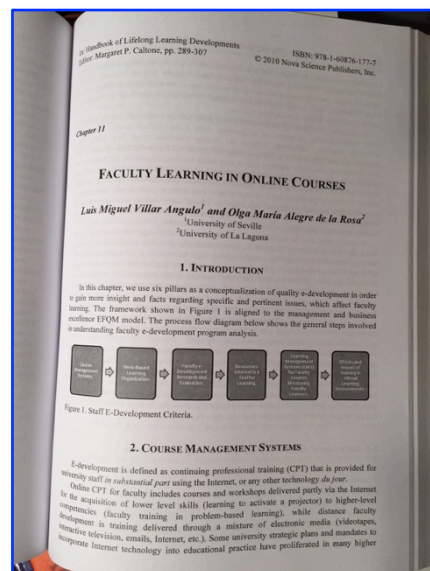 In: Handbook of Lifelong Learning Developments
Editor: Margaret P. Caltone, pp. 289-307
ISBN: 978-1-60876-177-7
© 2010 Nova Science Publishers, Inc.
Chapter 11
FACULTY LEARNING IN ONLINE COURSES
Luis Miguel Villar Angulo¹ and Olga María Alegre de la Rosa²
¹University of Seville
²University of La Laguna
1. INTRODUCTION
In this chapter, we use six pillars as a conceptualization of quality e-development in order
to gain more insight and facts regarding specific and pertinent issues, which affect faculty
learning. The framework shown in Figure 1 is aligned to the management and business
excellence EFQM model. The process flow diagram below shows the general steps involved
in understanding faculty e-development program analysis.
Management
Systems
Work-Based
Learning
Organization
Faculty e-
Development
Research and
Evaluation
Learning
Learning
Management
Systems (LMS)
for Faculty
Learners
Effects and
Impact of
Training in
Virtual
Learning
Environments
Figure 1. Staff E-Development Criteria.
2. COURSE MANAGEMENT SYSTEMS
E-development is defined as continuing professional training (CPT) that is provided for
university staff in substantial part using the Internet, or any other technology du jour.
Online CPT for faculty includes courses and workshops delivered partly via the Internet
for the acquisition of lower level skills (learning to activate a projector) to higher-level
competencies (faculty training in problem-based learning), while distance faculty
development is training delivered through a mixture of electronic media (videotapes,
interactive television, emails, Internet, etc.). Some university strategic plans and mandates to
incorporate Internet technology into educational practice have proliferated in many higher